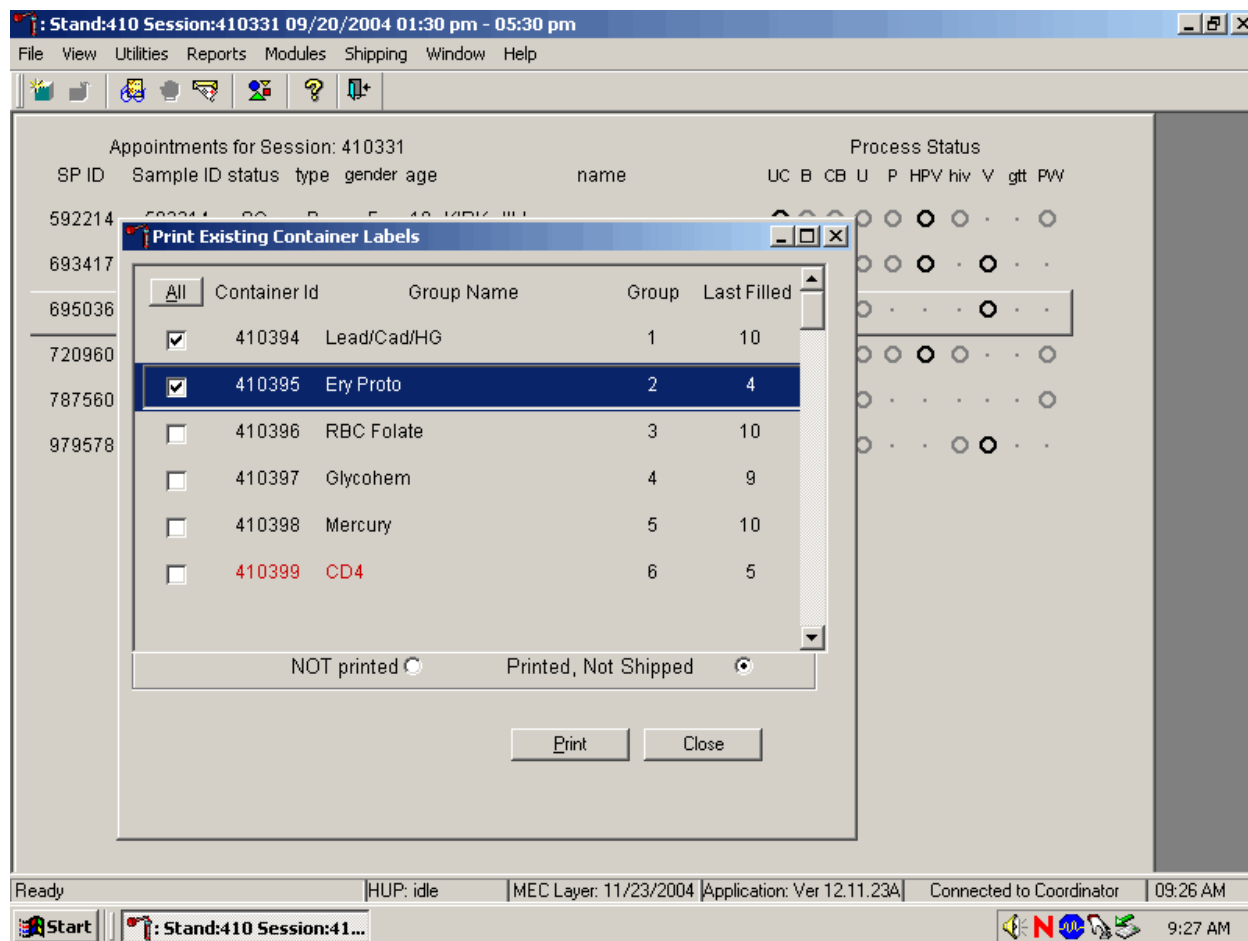 : Stand:410 Session:410331 09/20/2004 01:30 pm - 05:30 pm
File View Utilities Reports Modules Shipping Window Help
Appointments for Session: 410331 Process Status
SP ID Sample ID status type gender age name UC B CB U P HPV hiv V gtt PW
592214
693417
695036
720960
787560
979578
Print Existing Container Labels
All Container Id Group Name Group Last Filled
410394 Lead/Cad/HG 1 10
410395 Ery Proto 2 4
410396 RBC Folate 3 10
410397 Glycohem 4 9
410398 Mercury 5 10
410399 CD4 6 5
NOT printed Printed, Not Shipped
Print Close
Ready HUP: idle MEC Layer: 11/23/2004 Application: Ver 12.11.23A Connected to Coordinator 09:26 AM
Start : Stand:410 Session:41... N 9:27 AM